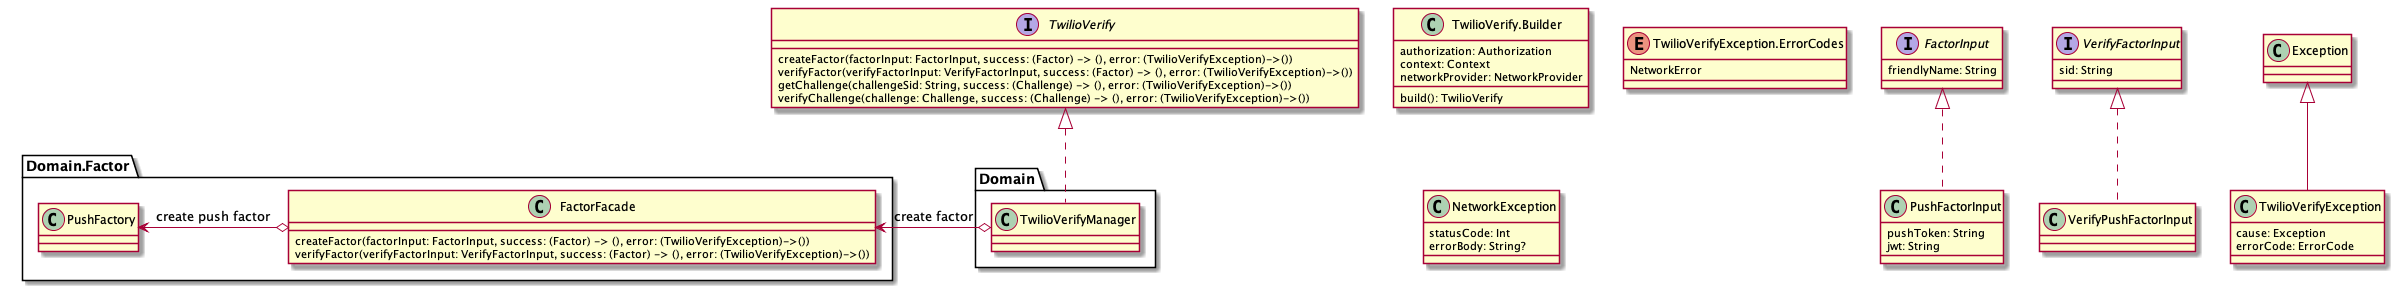 I TwilioVerify
createFactor(factorInput: FactorInput, success: (Factor) -> (), error: (TwilioVerifyException)->())
verifyFactor(verifyFactorInput: VerifyFactorInput, success: (Factor) -> (), error: (TwilioVerifyException)->())
getChallenge(challengeSid: String, success: (Challenge) -> (), error: (TwilioVerifyException)->())
verifyChallenge(challenge: Challenge, success: (Challenge) -> (), error: (TwilioVerifyException)->())
C TwilioVerify.Builder
authorization: Authorization
context: Context
networkProvider: NetworkProvider
build(): TwilioVerify
E TwilioVerifyException.ErrorCodes
NetworkError
I FactorInput
friendlyName: String
I VerifyFactorInput
sid: String
C Exception
Domain.Factor
C PushFactory
create push factor
C FactorFacade
createFactor(factorInput: FactorInput, success: (Factor) -> (), error: (TwilioVerifyException)->())
verifyFactor(verifyFactorInput: VerifyFactorInput, success: (Factor) -> (), error: (TwilioVerifyException)->())
create factor
Domain
C TwilioVerifyManager
C NetworkException
statusCode: Int
errorBody: String?
C PushFactorInput
pushToken: String
jwt: String
C VerifyPushFactorInput
C TwilioVerifyException
cause: Exception
errorCode: ErrorCode